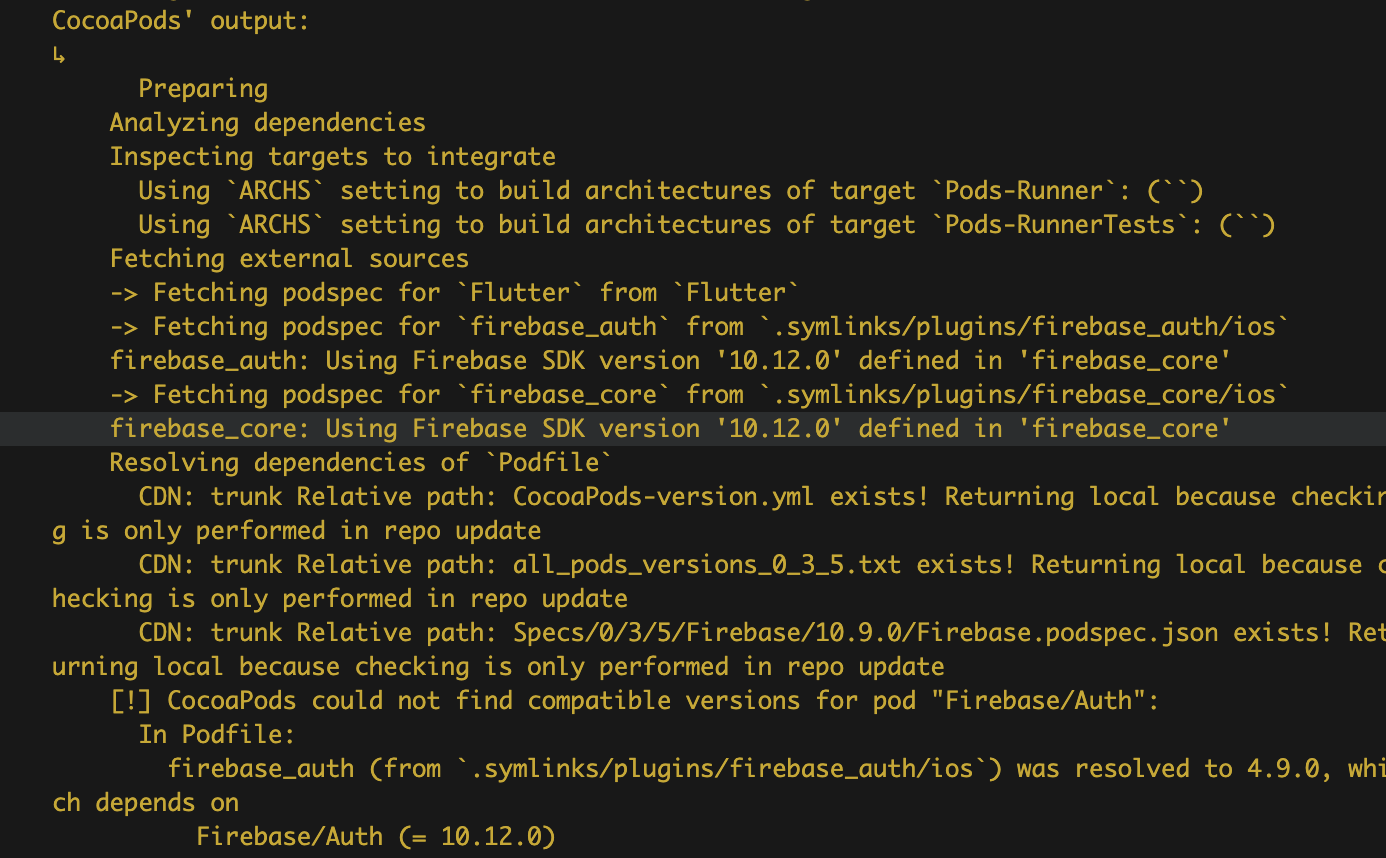 CocoaPods' output:
↳
Preparing
Analyzing dependencies
Inspecting targets to integrate
Using `ARCHS` setting to build architectures of target `Pods-Runner`: (``)
Using `ARCHS` setting to build architectures of target `Pods-RunnerTests`: (``)
Fetching external sources
-> Fetching podspec for `Flutter` from `Flutter`
-> Fetching podspec for `firebase_auth` from `.symlinks/plugins/firebase_auth/ios`
firebase_auth: Using Firebase SDK version '10.12.0' defined in 'firebase_core'
-> Fetching podspec for `firebase_core` from `.symlinks/plugins/firebase_core/ios`
firebase_core: Using Firebase SDK version '10.12.0' defined in 'firebase_core'
Resolving dependencies of `Podfile`
CDN: trunk Relative path: CocoaPods-version.yml exists! Returning local because checkin
g is only performed in repo update
CDN: trunk Relative path: all_pods_versions_0_3_5.txt exists! Returning local because c
hecking is only performed in repo update
CDN: trunk Relative path: Specs/0/3/5/Firebase/10.9.0/Firebase.podspec.json exists! Ret
urning local because checking is only performed in repo update
[!] CocoaPods could not find compatible versions for pod "Firebase/Auth":
In Podfile:
firebase_auth (from `.symlinks/plugins/firebase_auth/ios`) was resolved to 4.9.0, whi
ch depends on
Firebase/Auth (= 10.12.0)